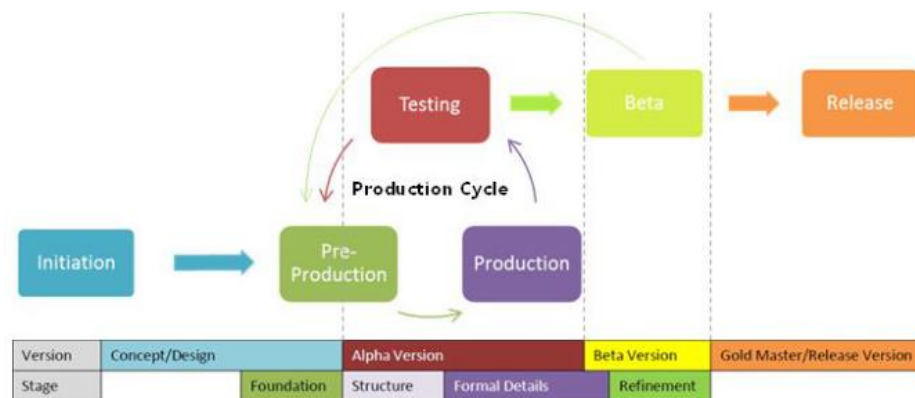 Testing
Beta
Release
Production Cycle
Initiation
Pre-
Production
Production
Version
Concept/Design
Alpha Version
Beta Version
Gold Master/Release Version
Stage
Foundation
Structure
Formal Details
Refinement